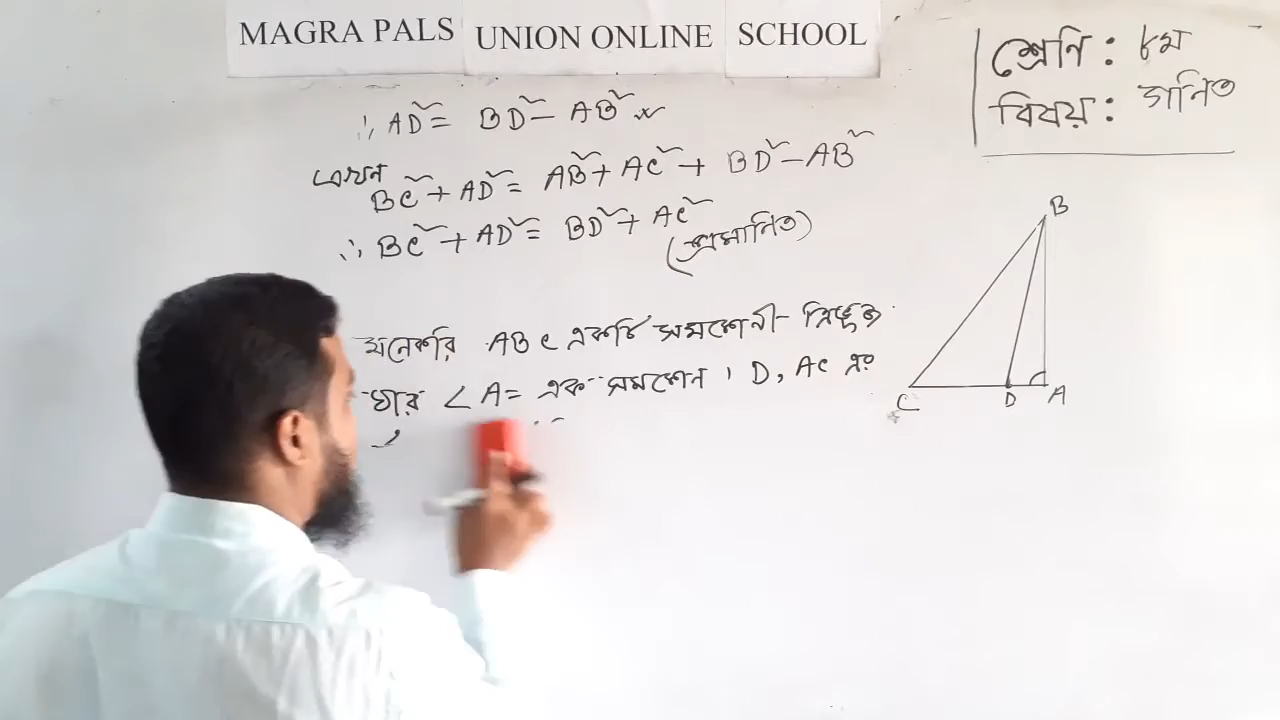 MAGRA PALS UNION ONLINE SCHOOL
শ্রেণি : ৮ম
বিষয় : গনিত
∴ AD² = BD² - AB²
এখন BC² + AD² = AB² + AC² + BD² - AB²
∴ BC² + AD² = BD² + AC²
(প্রমানিত)
মনেকরি ABC একটি সমকোনী ত্রিভুজ
যার ∠A = এক সমকোন । D, AC এর
B
C D A